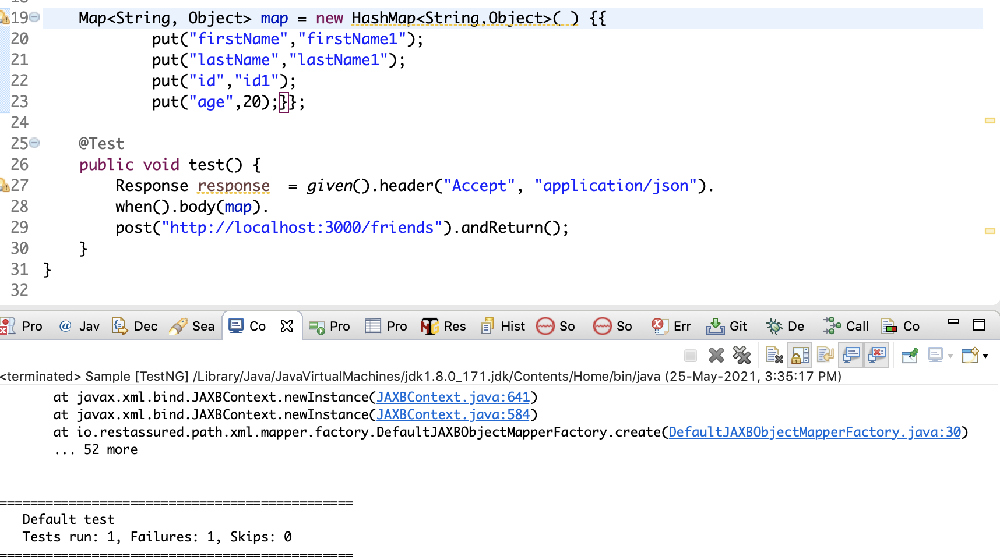 19 Map<String, Object> map = new HashMap<String,Object>( ) {{
20 put("firstName","firstName1");
21 put("lastName","lastName1");
22 put("id","id1");
23 put("age",20);}};
24
25 @Test
26 public void test() {
27 Response response  = given().header("Accept", "application/json").
28 when().body(map).
29 post("http://localhost:3000/friends").andReturn();
30 }
31 }
32
Pro @ Jav Dec Sea Co Pro Pro Res Hist So So Err Git De Call Co
<terminated> Sample [TestNG] /Library/Java/JavaVirtualMachines/jdk1.8.0_171.jdk/Contents/Home/bin/java (25-May-2021, 3:35:17 PM)
at javax.xml.bind.JAXBContext.newInstance(JAXBContext.java:641)
at javax.xml.bind.JAXBContext.newInstance(JAXBContext.java:584)
at io.restassured.path.xml.mapper.factory.DefaultJAXBObjectMapperFactory.create(DefaultJAXBObjectMapperFactory.java:30)
... 52 more
==============================================
Default test
Tests run: 1, Failures: 1, Skips: 0
==============================================